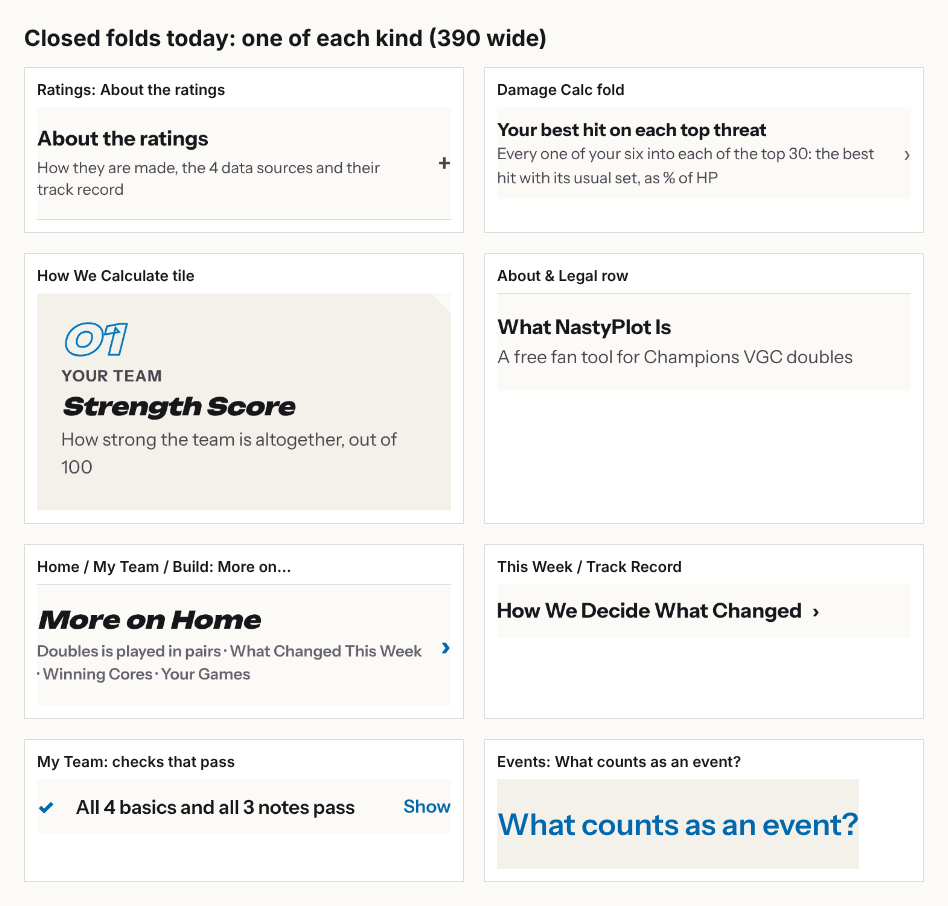 Closed folds today: one of each kind (390 wide)
Ratings: About the ratings
About the ratings
How they are made, the 4 data sources and their
track record
+
Damage Calc fold
Your best hit on each top threat
Every one of your six into each of the top 30: the best
hit with its usual set, as % of HP
›
How We Calculate tile
01
YOUR TEAM
Strength Score
How strong the team is altogether, out of
100
About & Legal row
What NastyPlot Is
A free fan tool for Champions VGC doubles
Home / My Team / Build: More on...
More on Home
Doubles is played in pairs · What Changed This Week
· Winning Cores · Your Games
›
This Week / Track Record
How We Decide What Changed ›
My Team: checks that pass
✓ All 4 basics and all 3 notes pass Show
Events: What counts as an event?
What counts as an event?